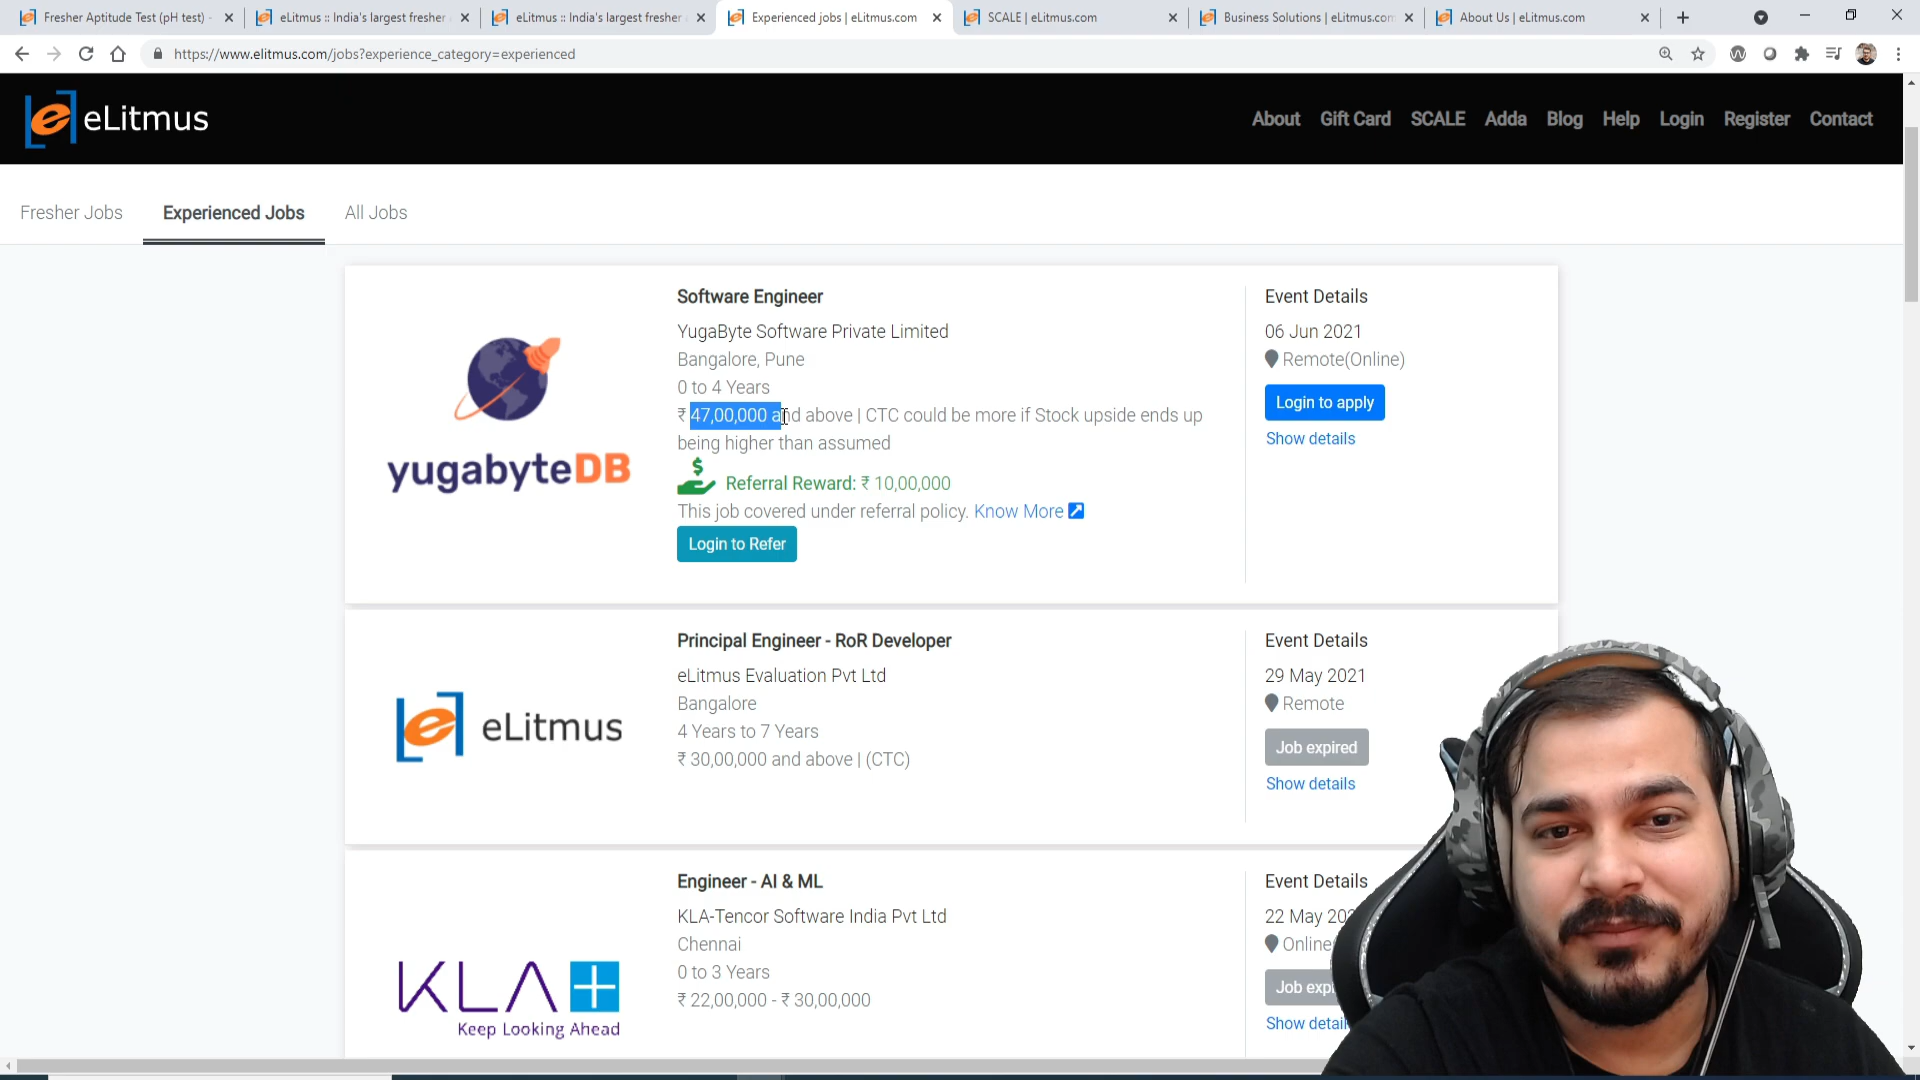 Fresher Aptitude Test (pH test) -
eLitmus :: India's largest fresher
eLitmus :: India's largest fresher
Experienced jobs | eLitmus.com
SCALE | eLitmus.com
Business Solutions | eLitmus.com
About Us | eLitmus.com
https://www.elitmus.com/jobs?experience_category=experienced
eLitmus
About Gift Card SCALE Adda Blog Help Login Register Contact
Fresher Jobs Experienced Jobs All Jobs
Software Engineer
YugaByte Software Private Limited
Bangalore, Pune
0 to 4 Years
₹ 47,00,000 and above | CTC could be more if Stock upside ends up
being higher than assumed
Referral Reward: ₹ 10,00,000
This job covered under referral policy. Know More
Login to Refer
yugabyteDB
Event Details
06 Jun 2021
Remote(Online)
Login to apply
Show details
Principal Engineer - RoR Developer
eLitmus Evaluation Pvt Ltd
Bangalore
4 Years to 7 Years
₹ 30,00,000 and above | (CTC)
eLitmus
Event Details
29 May 2021
Remote
Job expired
Show details
Engineer - AI & ML
KLA-Tencor Software India Pvt Ltd
Chennai
0 to 3 Years
₹ 22,00,000 - ₹ 30,00,000
KLA+
Keep Looking Ahead
Event Details
22 May
Online
Job
Show